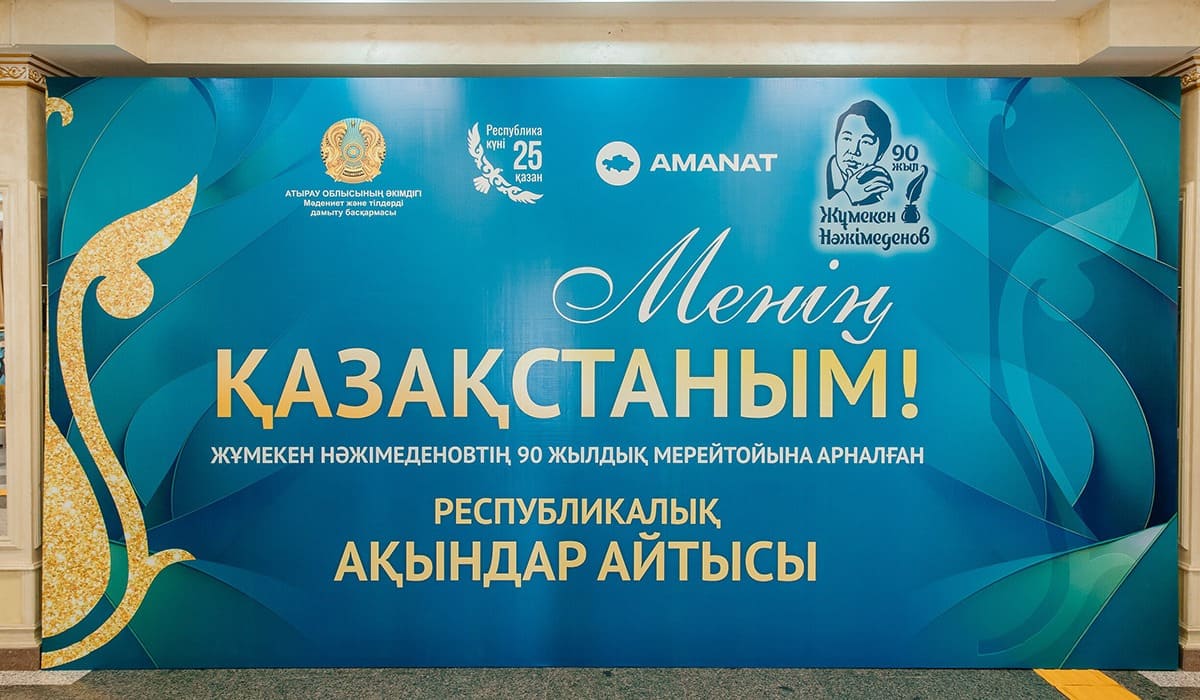 АТЫРАУ ОБЛЫСЫНЫҢ ӘКІМДІГІ
Мәдениет және тілдерді
дамыту басқармасы
Республика
күні
25
қазан
AMANAT
90
жыл
Жұмекен
Нәжімеденов
Менің
ҚАЗАҚСТАНЫМ!
ЖҰМЕКЕН НӘЖІМЕДЕНОВТІҢ 90 ЖЫЛДЫҚ МЕРЕЙТОЙЫНА АРНАЛҒАН
РЕСПУБЛИКАЛЫҚ
АҚЫНДАР АЙТЫСЫ